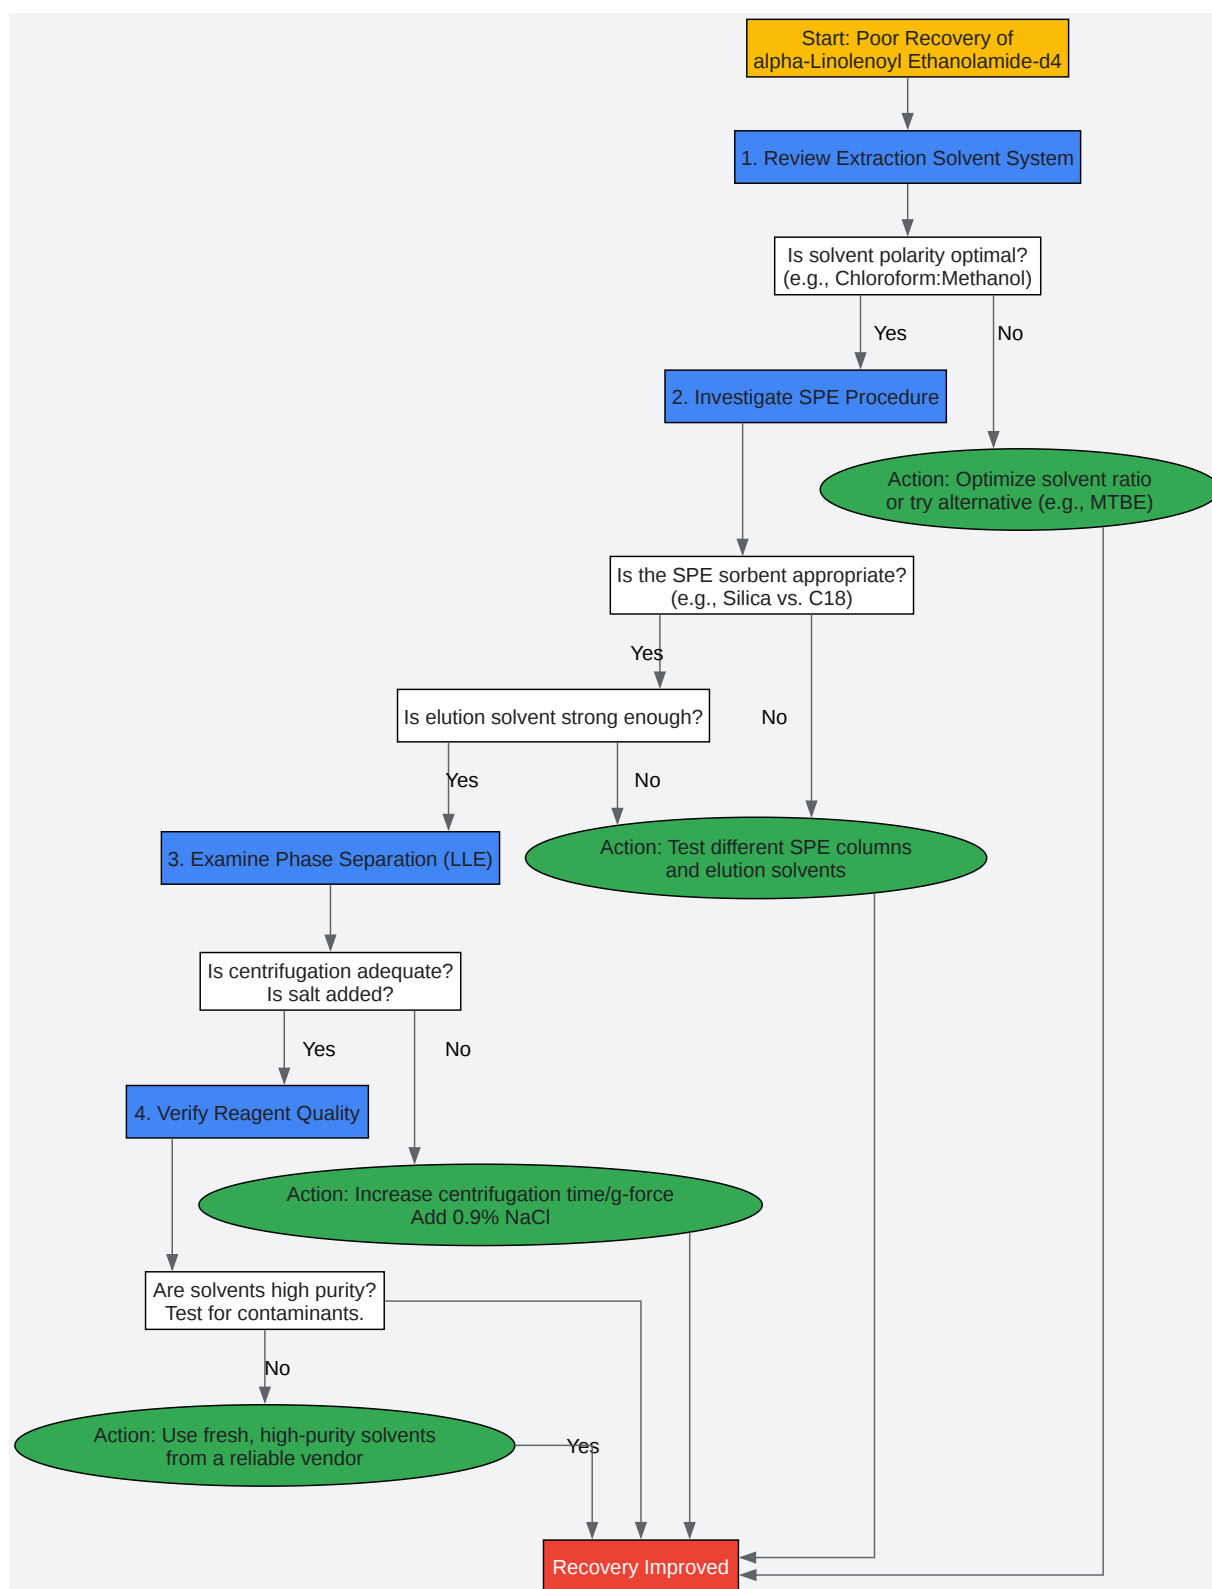 Start: Poor Recovery of
alpha-Linolenoyl Ethanolamide-d4
1. Review Extraction Solvent System
Is solvent polarity optimal?
(e.g., Chloroform:Methanol)
Yes
No
2. Investigate SPE Procedure
Action: Optimize solvent ratio
or try alternative (e.g., MTBE)
Is the SPE sorbent appropriate?
(e.g., Silica vs. C18)
Yes
No
Is elution solvent strong enough?
Yes
No
3. Examine Phase Separation (LLE)
Action: Test different SPE columns
and elution solvents
Is centrifugation adequate?
Is salt added?
Yes
No
4. Verify Reagent Quality
Action: Increase centrifugation time/g-force
Add 0.9% NaCl
Are solvents high purity?
Test for contaminants.
No
Action: Use fresh, high-purity solvents
from a reliable vendor
Yes
Recovery Improved